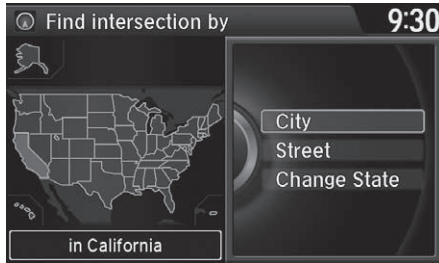 Find intersection by
9:30
City
Street
Change State
in California